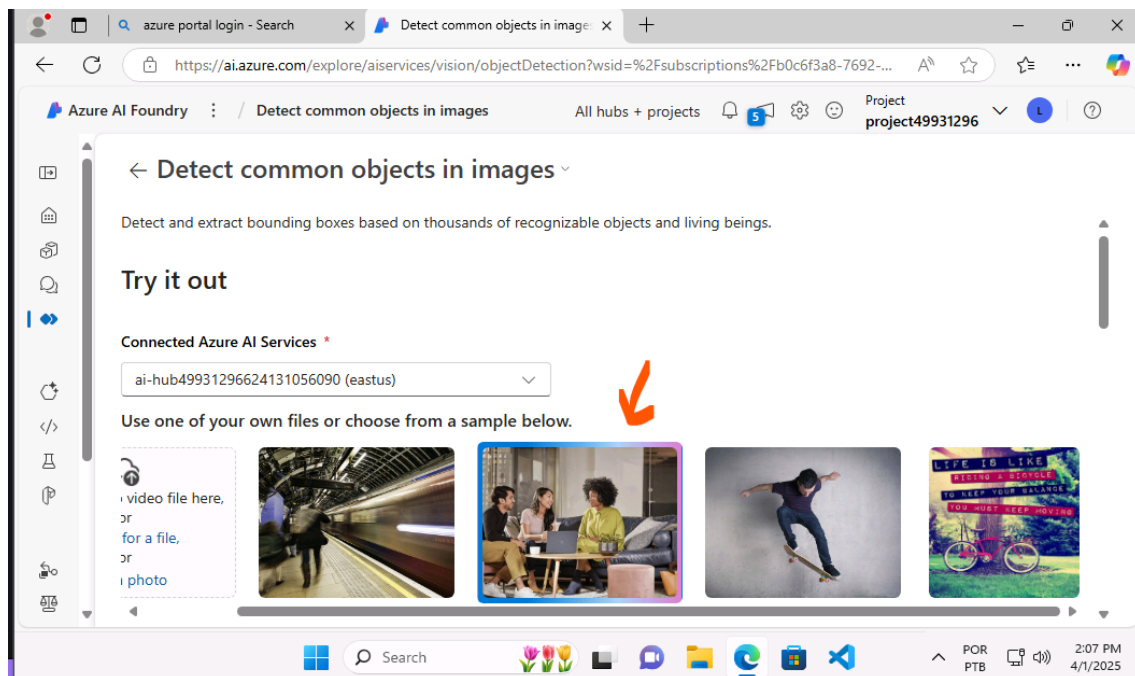 azure portal login - Search
Detect common objects in image
https://ai.azure.com/explore/aiservices/vision/objectDetection?wsid=%2Fsubscriptions%2Fb0c6f3a8-7692-...
Azure AI Foundry / Detect common objects in images
All hubs + projects
5
Project
project49931296
L
Detect common objects in images
Detect and extract bounding boxes based on thousands of recognizable objects and living beings.
Try it out
Connected Azure AI Services *
ai-hub49931296624131056090 (eastus)
Use one of your own files or choose from a sample below.
video file here,
or
for a file,
or
photo
LIFE IS LIKE
RIDING A BICYCLE
TO KEEP YOUR BALANCE
YOU MUST KEEP MOVING
Search
POR
PTB
2:07 PM
4/1/2025